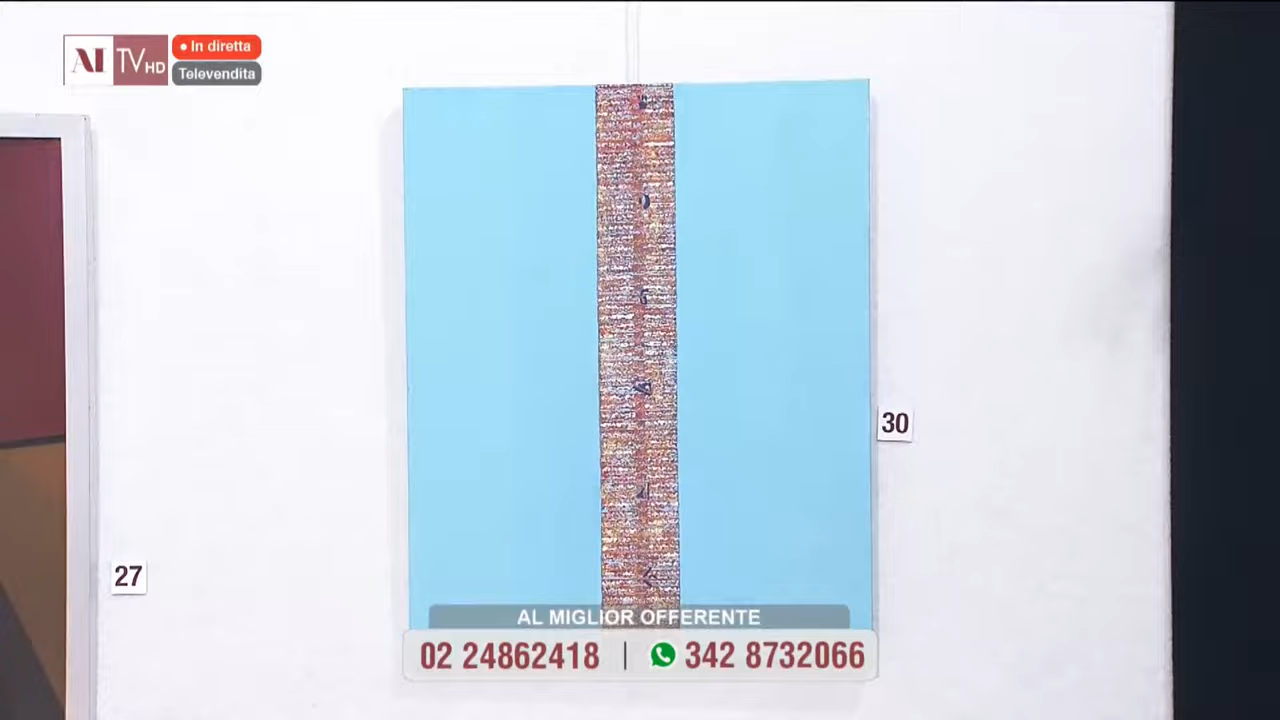 AI TV HD
In diretta
Televendita
30
27
AL MIGLIOR OFFERENTE
02 24862418 | 342 8732066